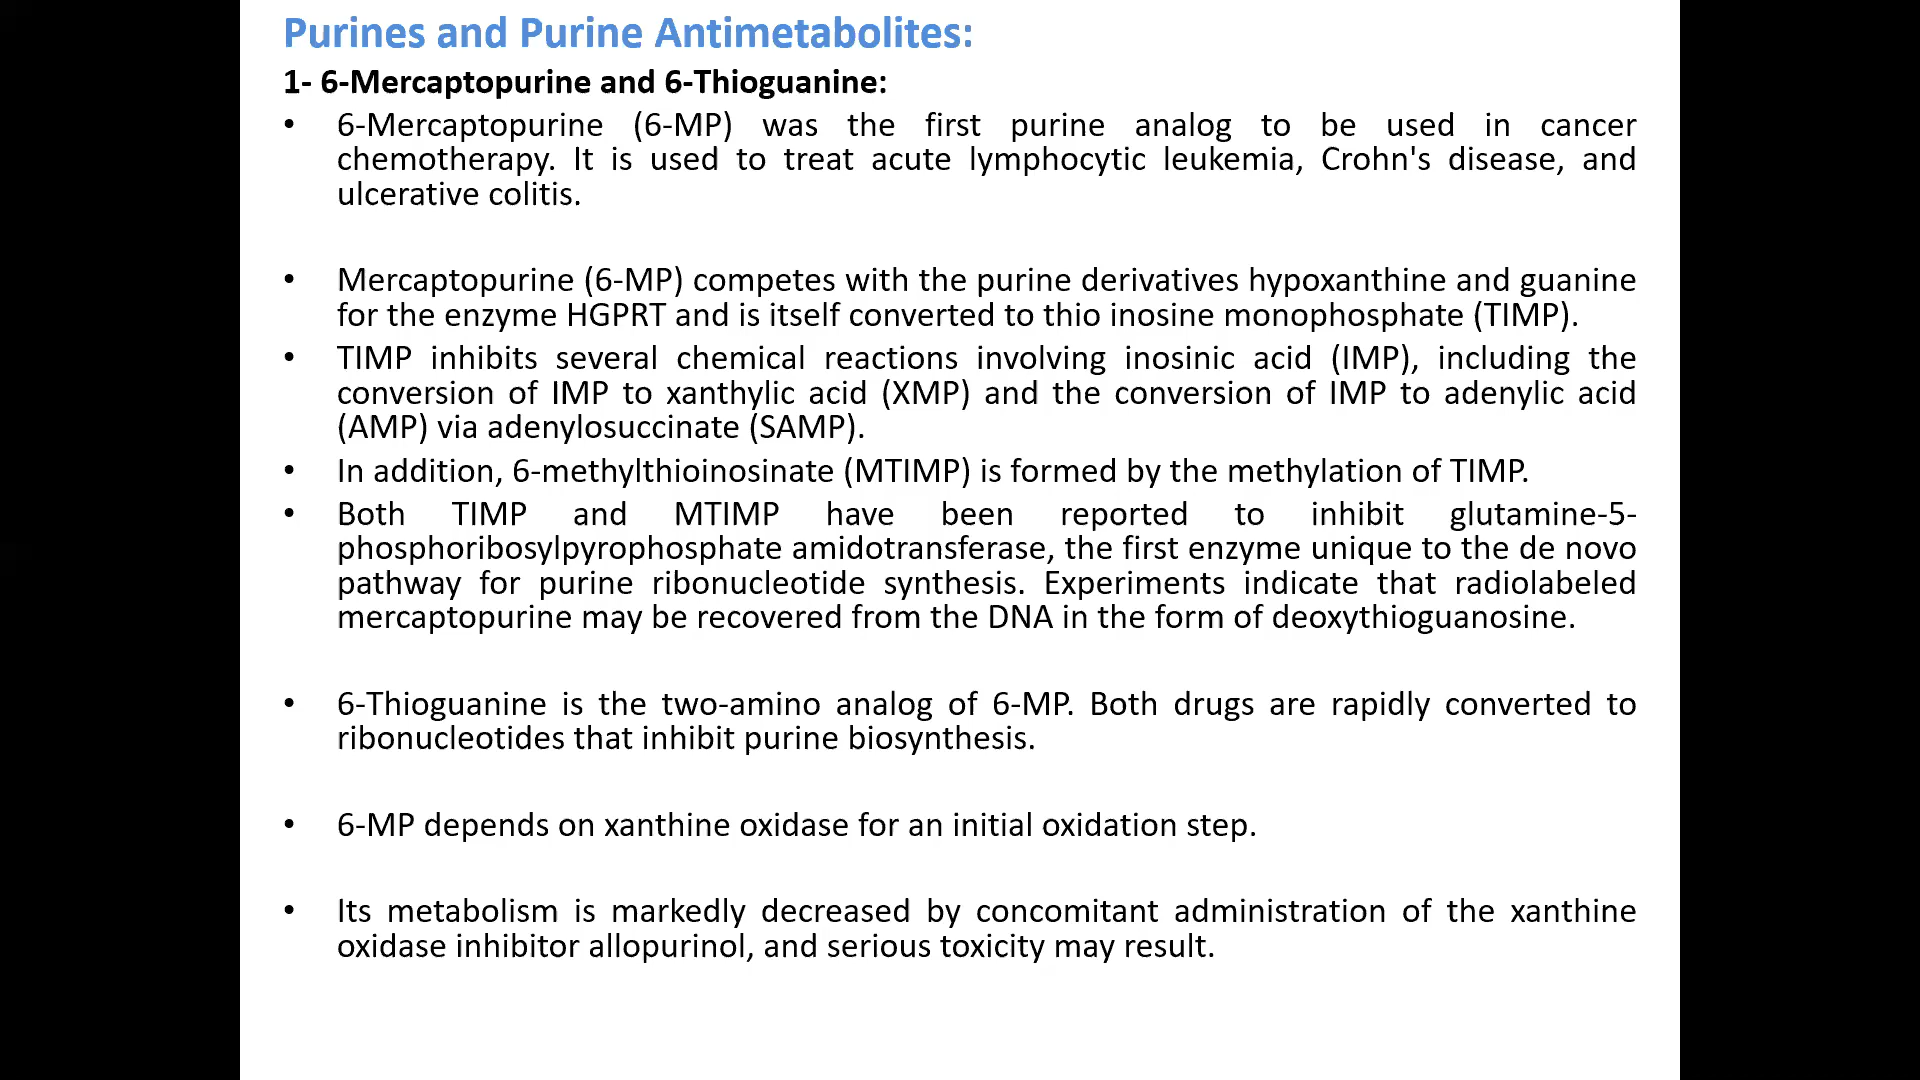 Purines and Purine Antimetabolites:
1- 6-Mercaptopurine and 6-Thioguanine:
• 6-Mercaptopurine (6-MP) was the first purine analog to be used in cancer
chemotherapy. It is used to treat acute lymphocytic leukemia, Crohn's disease, and
ulcerative colitis.
• Mercaptopurine (6-MP) competes with the purine derivatives hypoxanthine and guanine
for the enzyme HGPRT and is itself converted to thio inosine monophosphate (TIMP).
• TIMP inhibits several chemical reactions involving inosinic acid (IMP), including the
conversion of IMP to xanthylic acid (XMP) and the conversion of IMP to adenylic acid
(AMP) via adenylosuccinate (SAMP).
• In addition, 6-methylthioinosinate (MTIMP) is formed by the methylation of TIMP.
• Both TIMP and MTIMP have been reported to inhibit glutamine-5-
phosphoribosylpyrophosphate amidotransferase, the first enzyme unique to the de novo
pathway for purine ribonucleotide synthesis. Experiments indicate that radiolabeled
mercaptopurine may be recovered from the DNA in the form of deoxythioguanosine.
• 6-Thioguanine is the two-amino analog of 6-MP. Both drugs are rapidly converted to
ribonucleotides that inhibit purine biosynthesis.
• 6-MP depends on xanthine oxidase for an initial oxidation step.
• Its metabolism is markedly decreased by concomitant administration of the xanthine
oxidase inhibitor allopurinol, and serious toxicity may result.